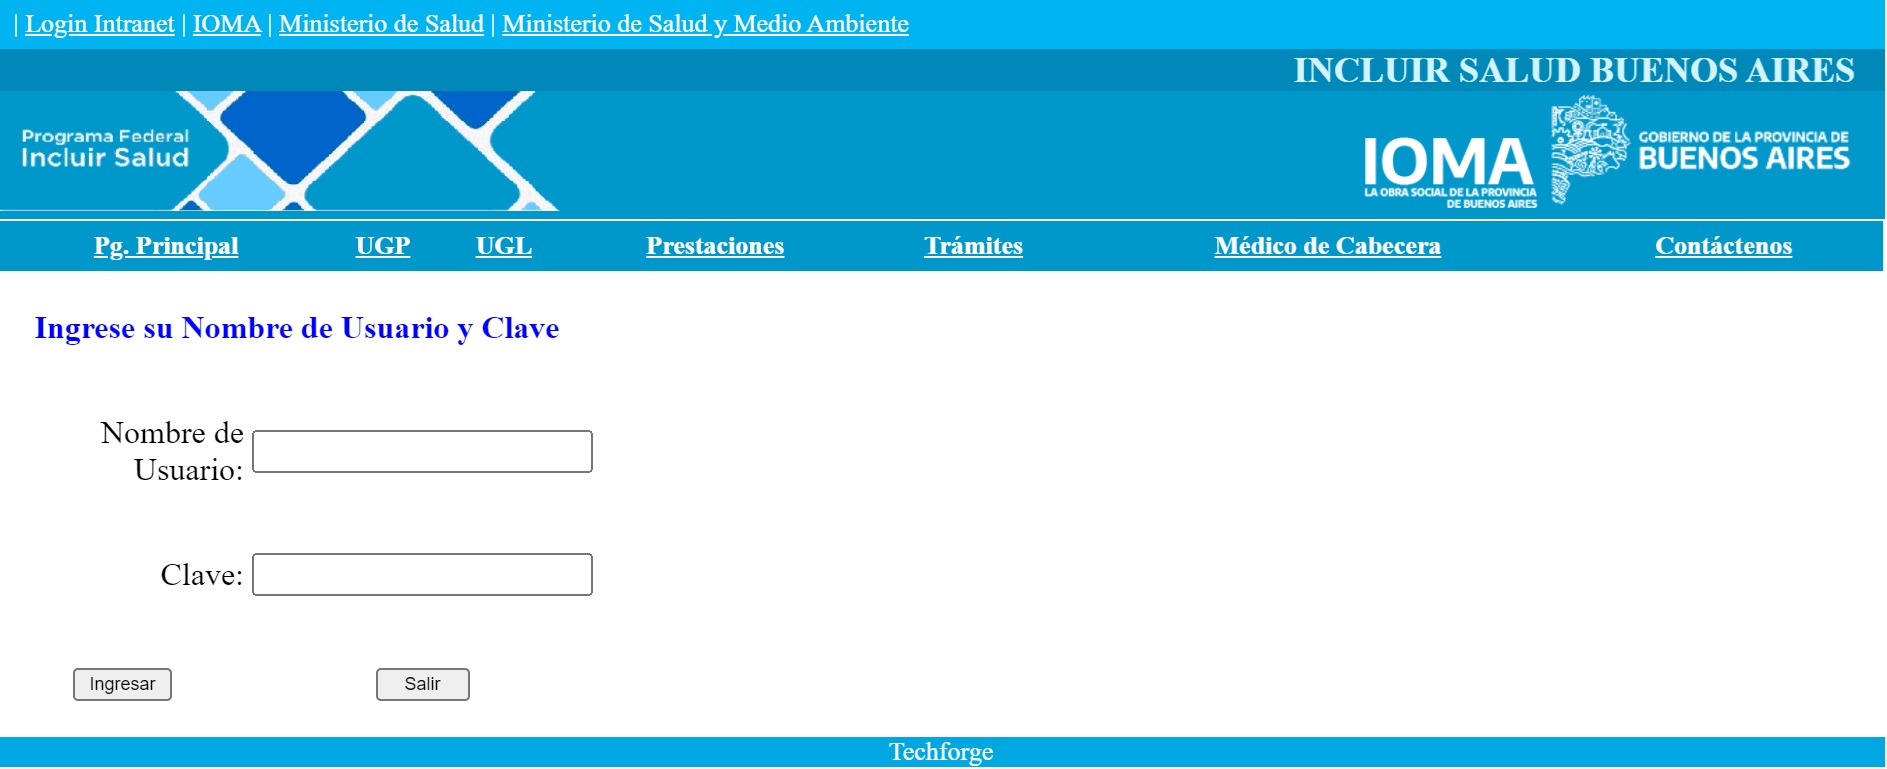 | Login Intranet | IOMA | Ministerio de Salud | Ministerio de Salud y Medio Ambiente
INCLUIR SALUD BUENOS AIRES
Programa Federal
Incluir Salud
IOMA
LA OBRA SOCIAL DE LA PROVINCIA
DE BUENOS AIRES
GOBIERNO DE LA PROVINCIA DE
BUENOS AIRES
Pg. Principal UGP UGL Prestaciones Trámites Médico de Cabecera Contáctenos
Ingrese su Nombre de Usuario y Clave
Nombre de
Usuario:
Clave:
Ingresar Salir
Techforge